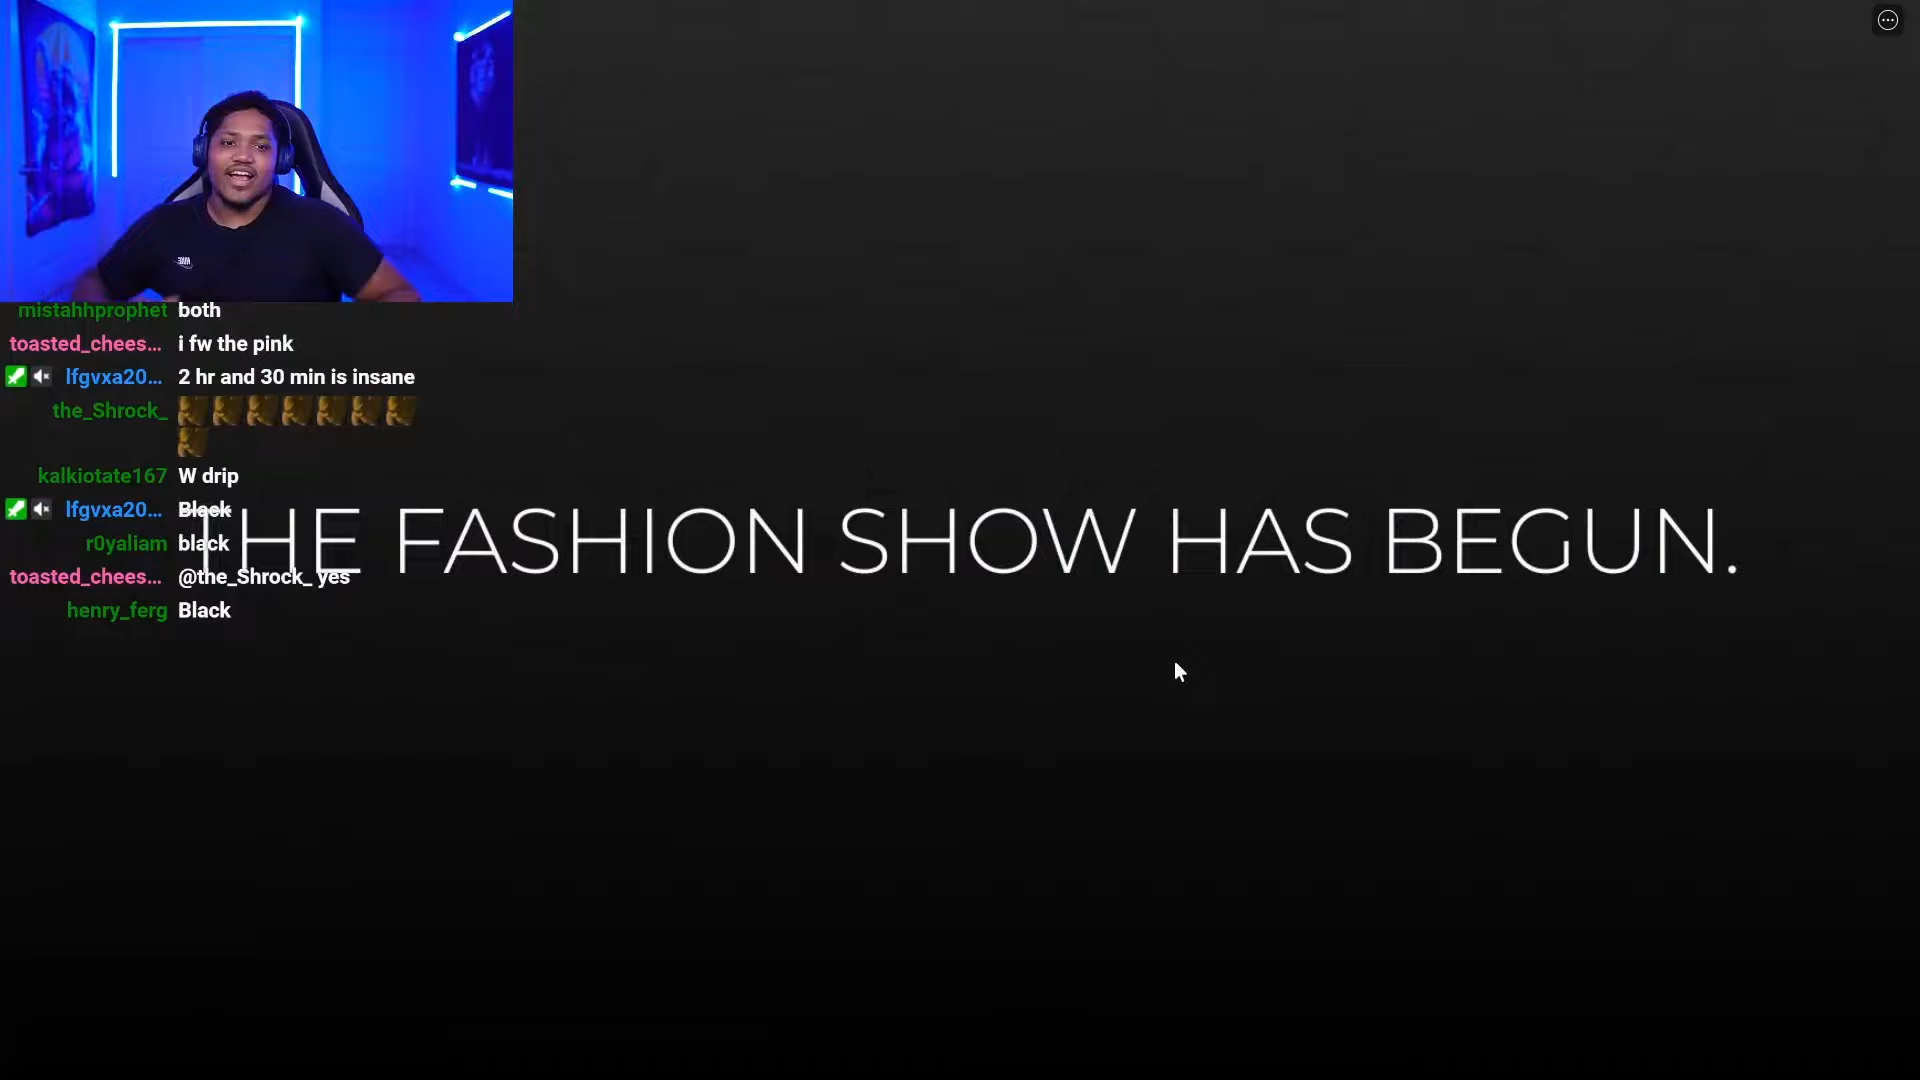 mistahhprophet both
toasted_chees... i fw the pink
lfgvxa20... 2 hr and 30 min is insane
the_Shrock_
kalkiotate167 W drip
lfgvxa20... Black
THE FASHION SHOW HAS BEGUN.
r0yaliam black
toasted_chees... @the_Shrock_ yes
henry_ferg Black